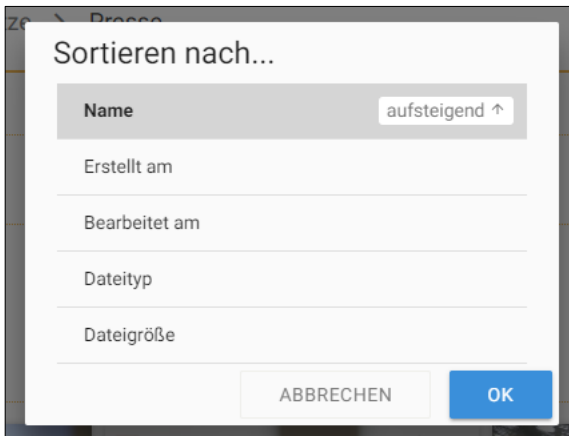 Sortieren nach...
Name aufsteigend ↑
Erstellt am
Bearbeitet am
Dateityp
Dateigröße
ABBRECHEN OK